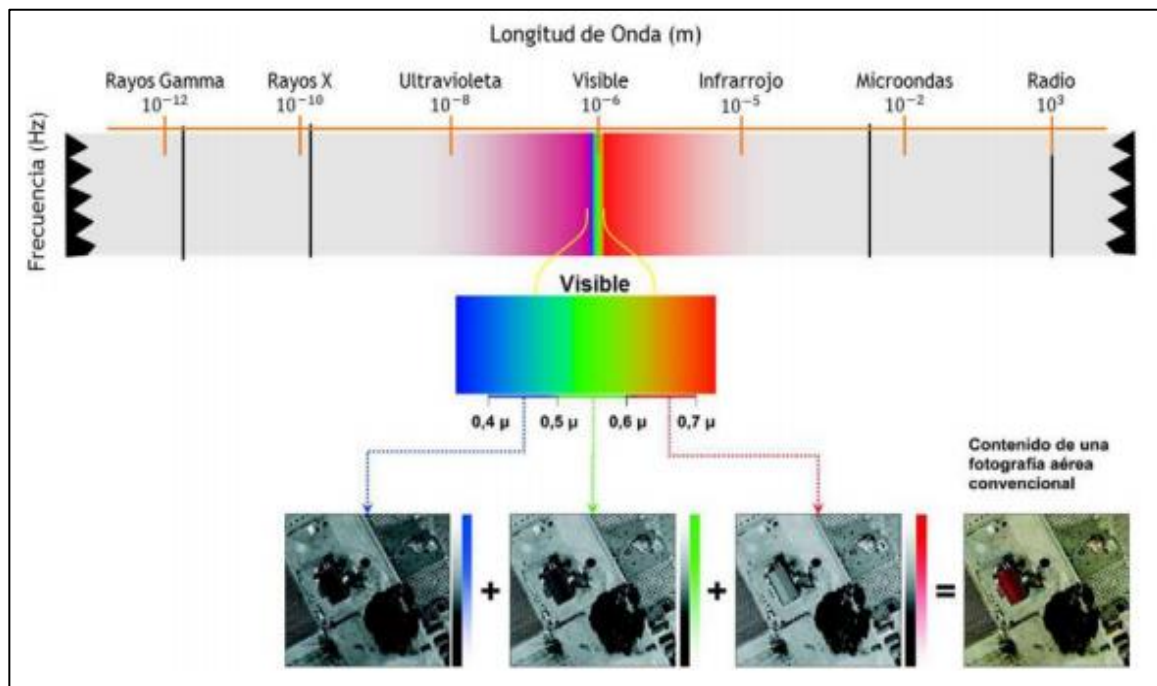 Longitud de Onda (m)
Rayos Gamma Rayos X Ultravioleta Visible Infrarrojo Microondas Radio
10⁻¹² 10⁻¹⁰ 10⁻⁸ 10⁻⁶ 10⁻⁵ 10⁻² 10³
Frecuencia (Hz)
Visible
0,4 µ 0,5 µ 0,6 µ 0,7 µ
Contenido de una
fotografía aérea
convencional
+ + =